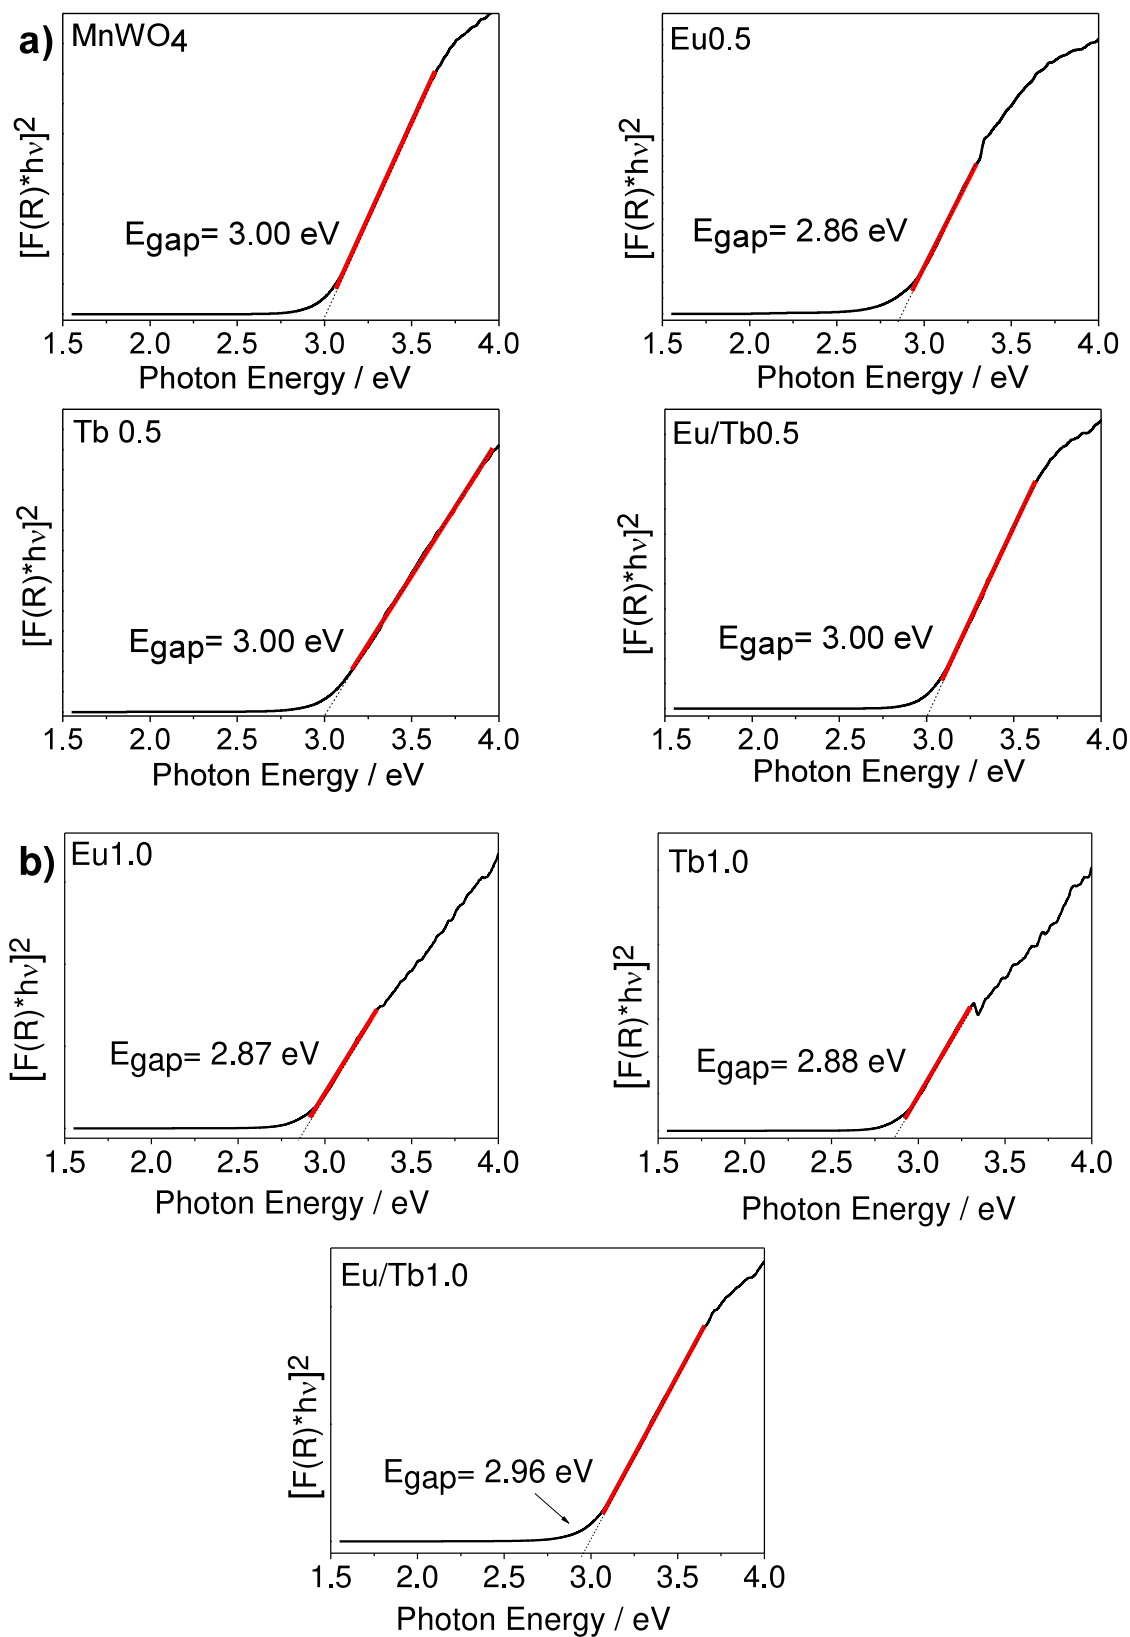 a)
MnWO4
[F(R)*hν]2
Egap= 3.00 eV
1.5 2.0 2.5 3.0 3.5 4.0
Photon Energy / eV
Eu0.5
[F(R)*hν]2
Egap= 2.86 eV
1.5 2.0 2.5 3.0 3.5 4.0
Photon Energy / eV
Tb 0.5
[F(R)*hν]2
Egap= 3.00 eV
1.5 2.0 2.5 3.0 3.5 4.0
Photon Energy / eV
Eu/Tb0.5
[F(R)*hν]2
Egap= 3.00 eV
1.5 2.0 2.5 3.0 3.5 4.0
Photon Energy / eV
b)
Eu1.0
[F(R)*hν]2
Egap= 2.87 eV
1.5 2.0 2.5 3.0 3.5 4.0
Photon Energy / eV
Tb1.0
[F(R)*hν]2
Egap= 2.88 eV
1.5 2.0 2.5 3.0 3.5 4.0
Photon Energy / eV
Eu/Tb1.0
[F(R)*hν]2
Egap= 2.96 eV
1.5 2.0 2.5 3.0 3.5 4.0
Photon Energy / eV